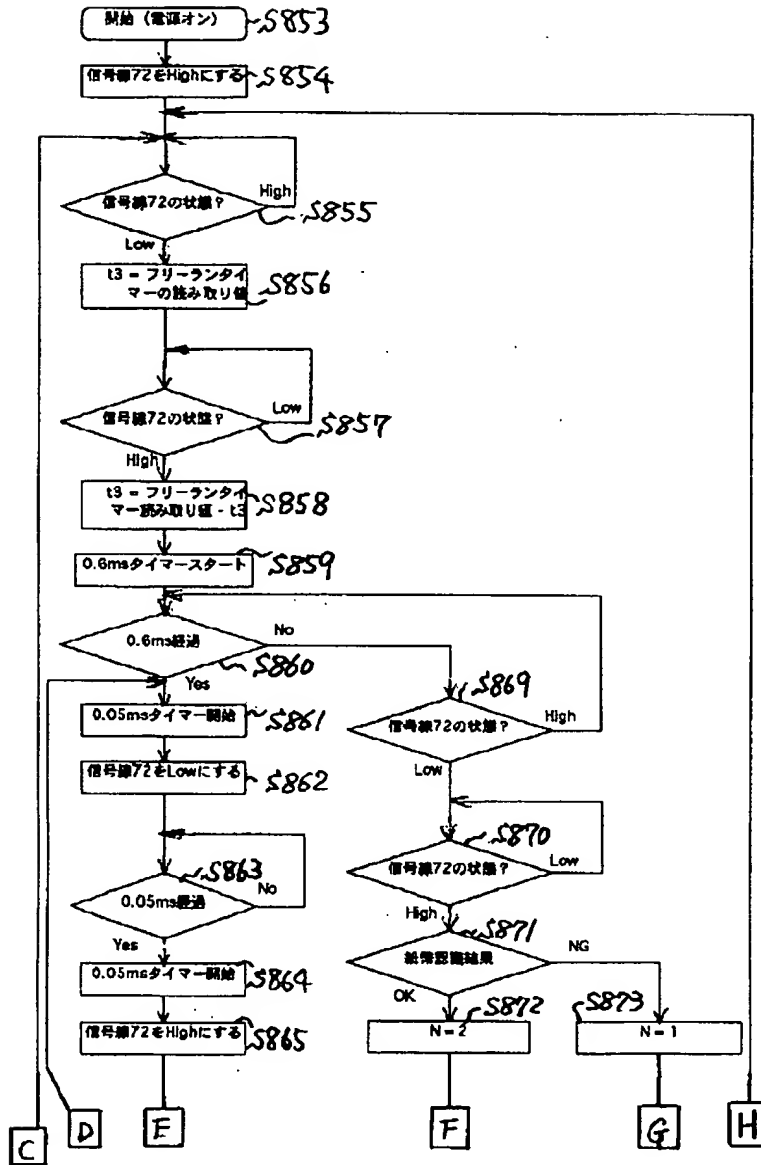 開始（電源オン）
S853
信号線72をHighにする
S854
High
信号線72の状態？
S855
Low
t3 = フリーランタイ
マーの読み取り値
S856
信号線72の状態？
Low
S857
High
t3 = フリーランタイ
マー読み取り値 - t3
S858
0.6msタイマースタート
S859
0.6ms経過
No
S860
Yes
S869
信号線72の状態？
High
Low
0.05msタイマー開始
S861
信号線72をLowにする
S862
S870
信号線72の状態？
Low
High
S863
0.05ms経過
No
Yes
S871
紙幣認識結果
NG
OK
0.05msタイマー開始
S864
S872
N = 2
S873
N = 1
信号線72をHighにする
S865
C
D
E
F
G
H